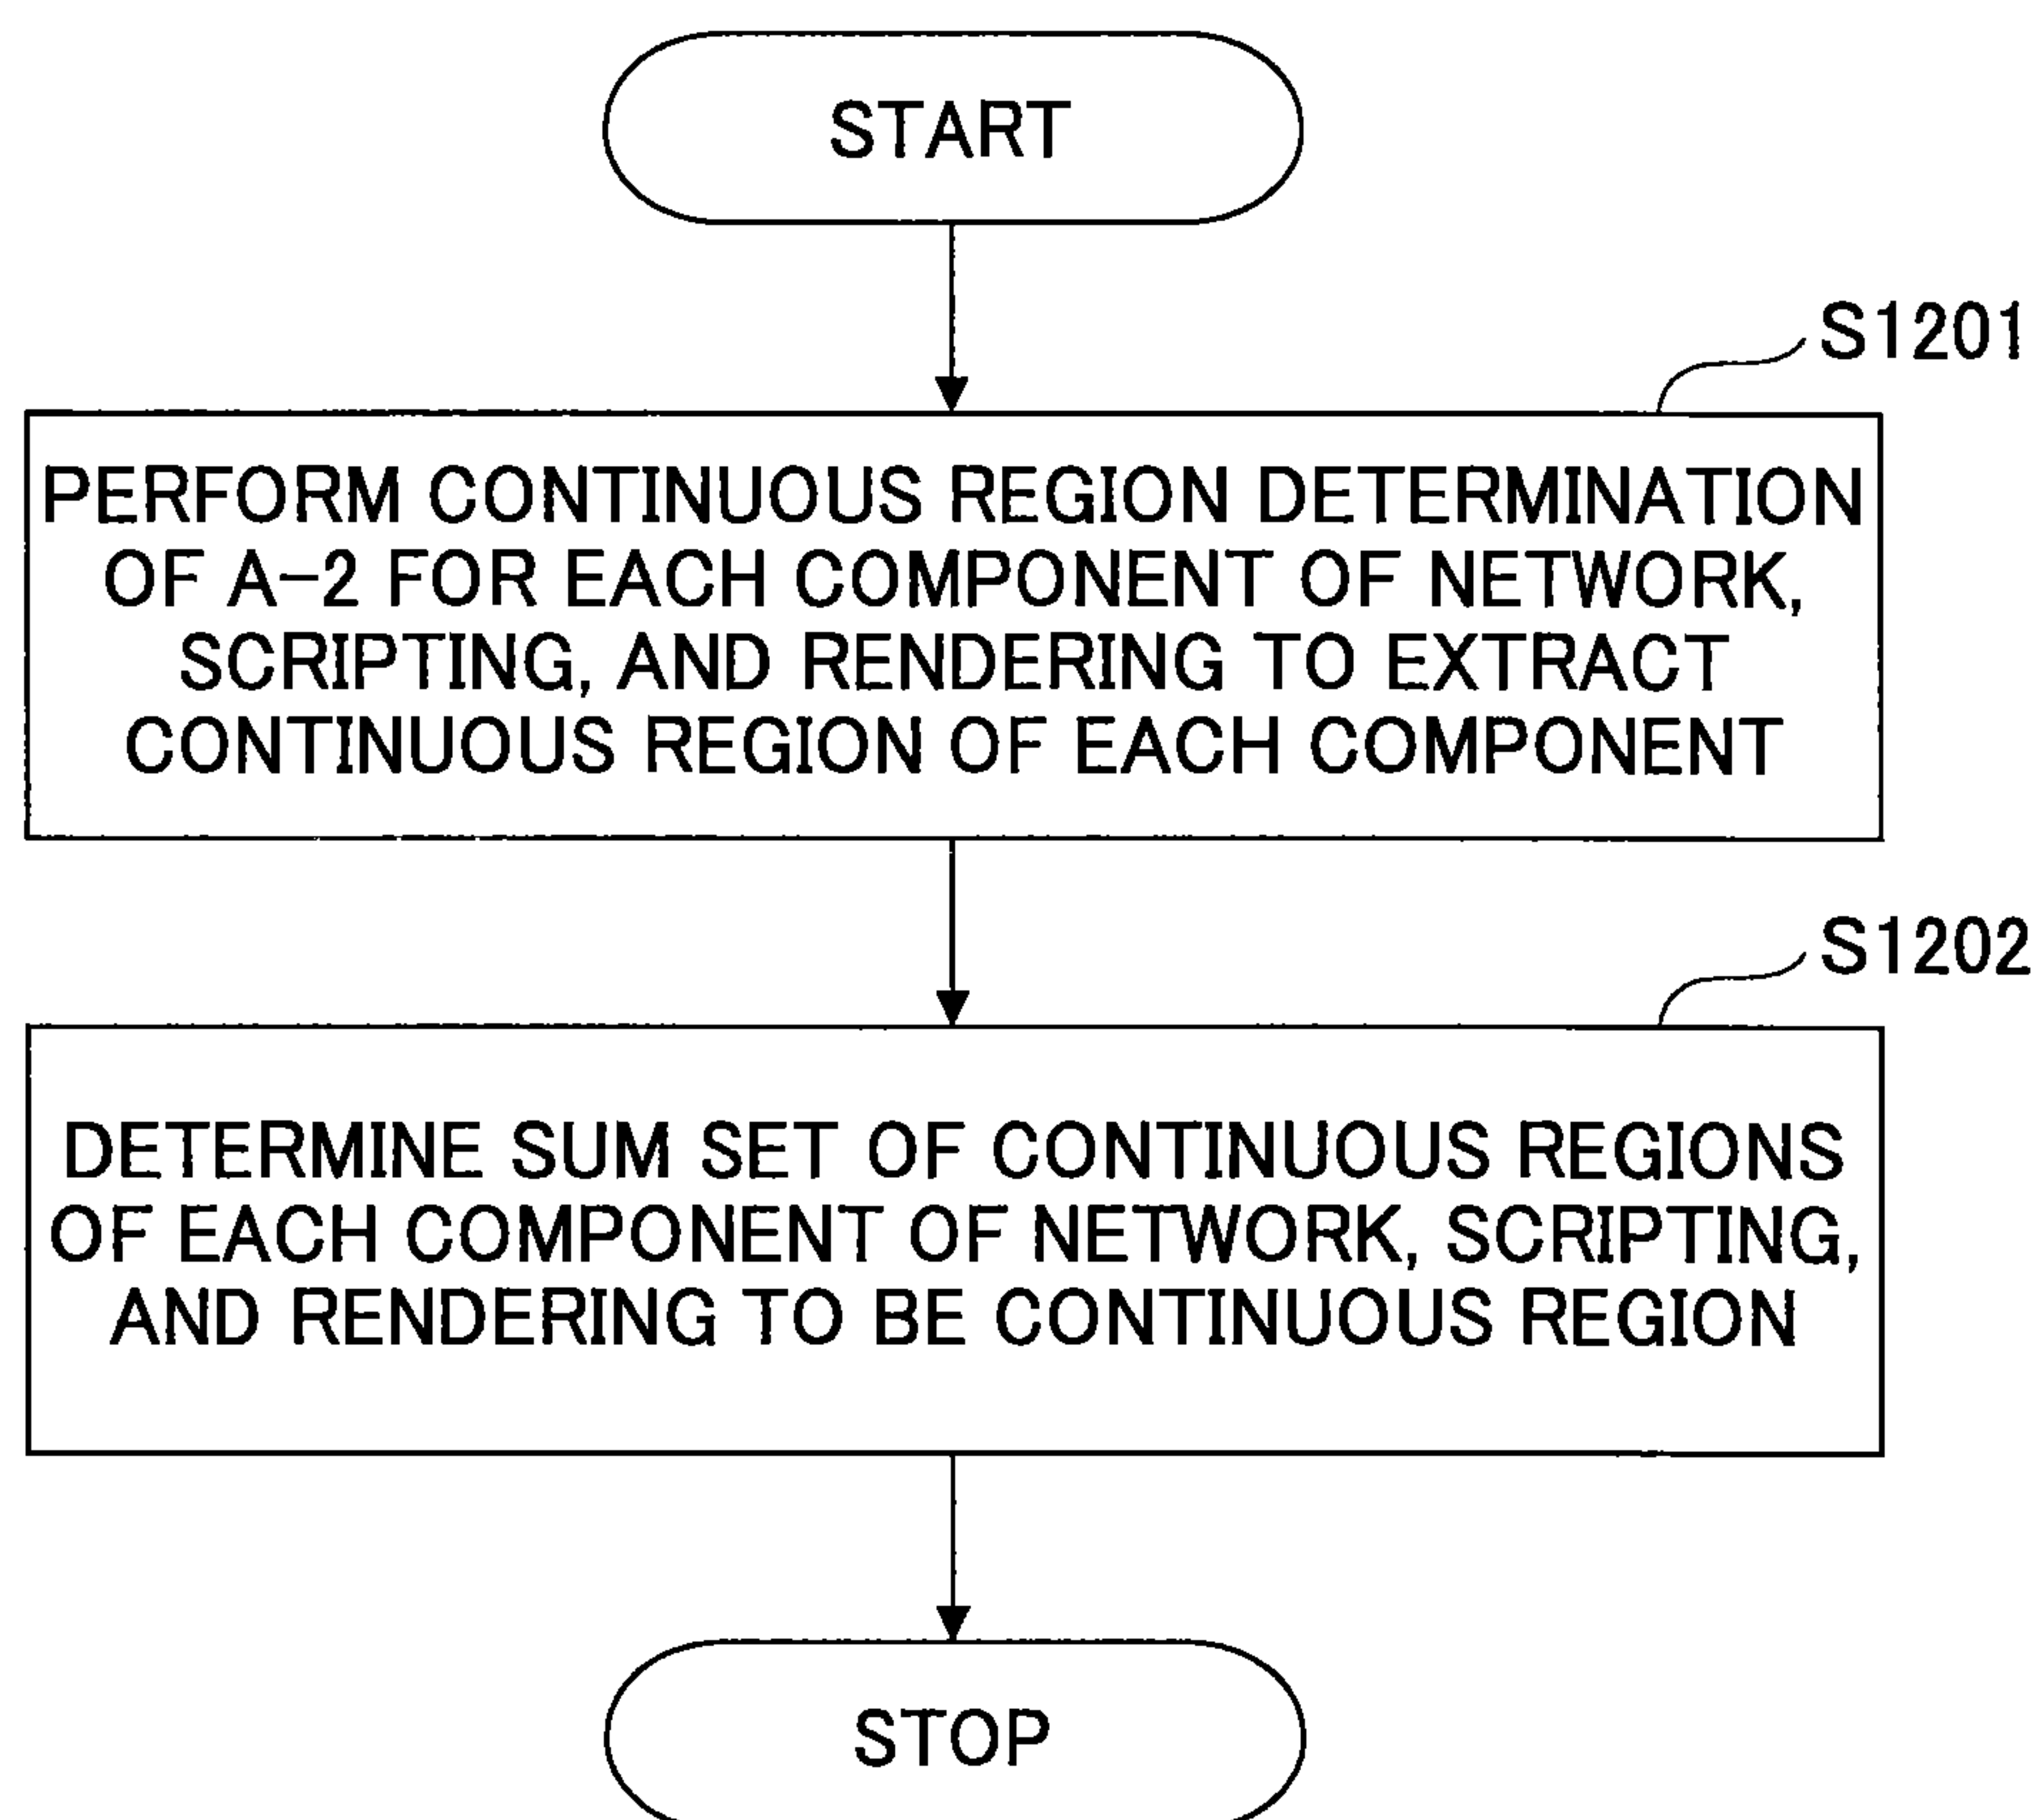 START
S1201
PERFORM CONTINUOUS REGION DETERMINATION
OF A-2 FOR EACH COMPONENT OF NETWORK,
SCRIPTING, AND RENDERING TO EXTRACT
CONTINUOUS REGION OF EACH COMPONENT
S1202
DETERMINE SUM SET OF CONTINUOUS REGIONS
OF EACH COMPONENT OF NETWORK, SCRIPTING,
AND RENDERING TO BE CONTINUOUS REGION
STOP